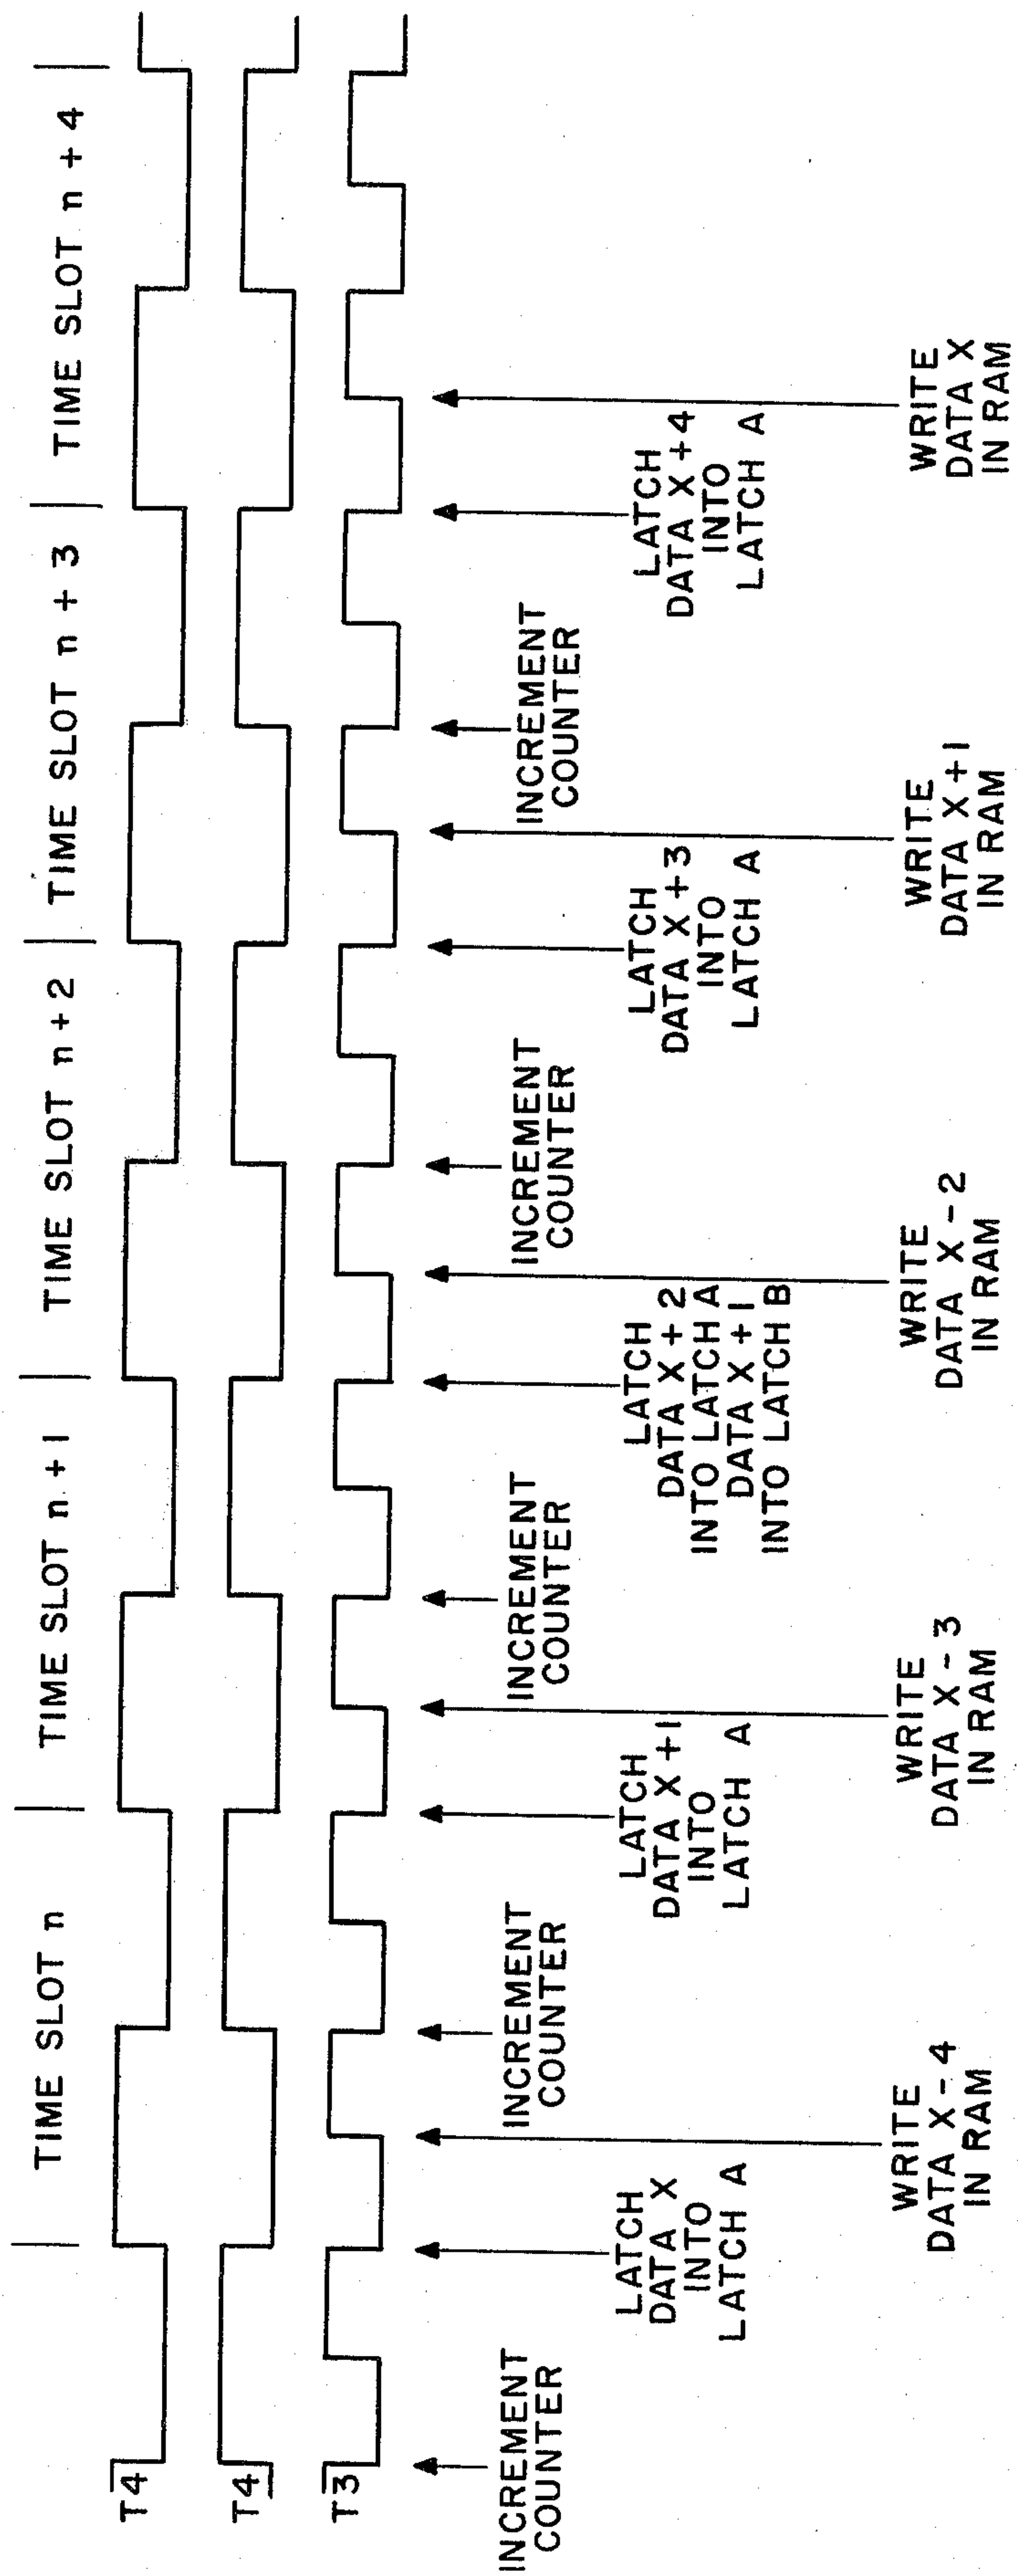 TIME SLOT n
TIME SLOT n + 1
TIME SLOT n + 2
TIME SLOT n + 3
TIME SLOT n + 4
T4
T4
T3
INCREMENT
COUNTER
INCREMENT
COUNTER
INCREMENT
COUNTER
INCREMENT
COUNTER
INCREMENT
COUNTER
LATCH
DATA X
INTO
LATCH A
LATCH
DATA X +1
INTO
LATCH A
LATCH
DATA X + 2
INTO LATCH A
DATA X + 1
INTO LATCH B
LATCH
DATA X + 3
INTO
LATCH A
LATCH
DATA X + 4
INTO
LATCH A
WRITE
DATA X - 4
IN RAM
WRITE
DATA X - 3
IN RAM
WRITE
DATA X - 2
IN RAM
WRITE
DATA X +1
IN RAM
WRITE
DATA X
IN RAM